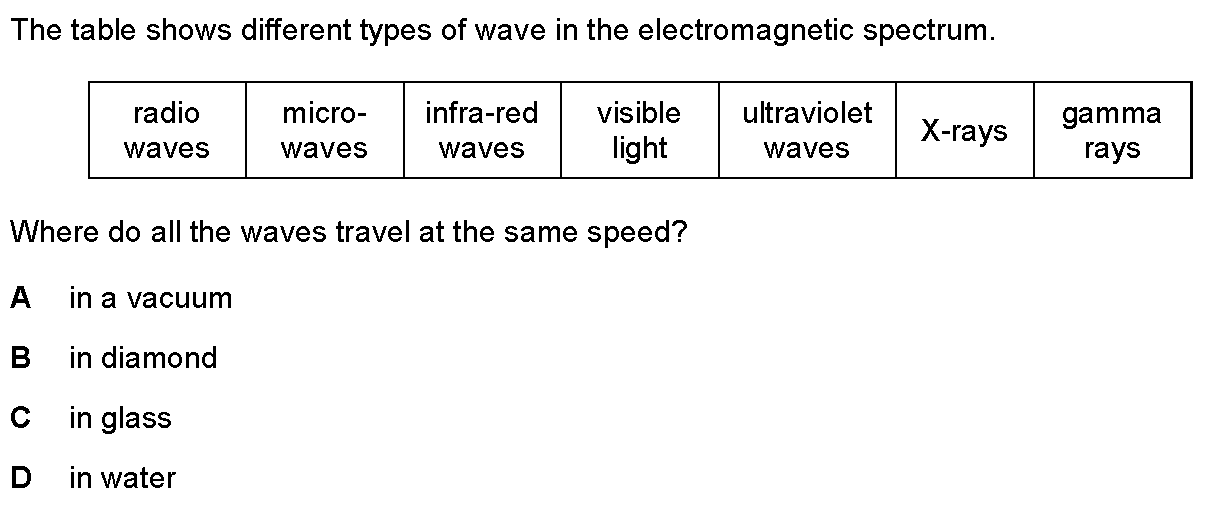 The table shows different types of wave in the electromagnetic spectrum.
radio waves
micro-waves
infra-red waves
visible light
ultraviolet waves
X-rays
gamma rays
Where do all the waves travel at the same speed?
A in a vacuum
B in diamond
C in glass
D in water